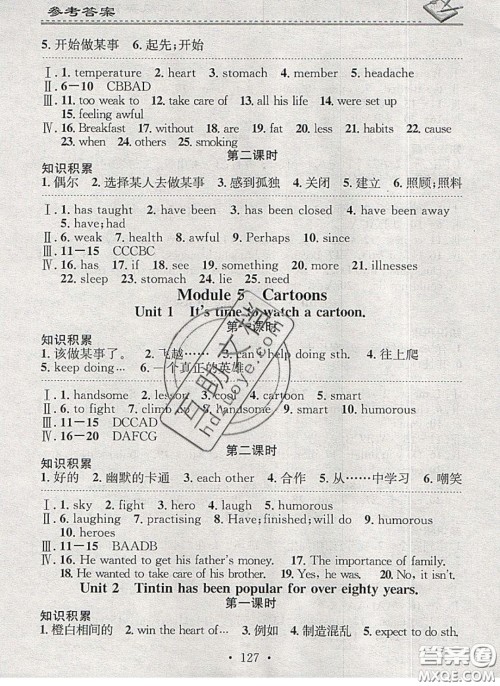 参考答案
5. 开始做某事 6. 起先;开始
Ⅰ. 1. temperature 2. heart 3. stomach 4. member 5. headache
Ⅱ. 6—10 CBBAD
Ⅲ. 11. too weak to 12. take care of 13. all his life 14. were set up
15. feeling awful
Ⅳ. 16. Breakfast 17. without 18. are 19. fat 20. less 21. habits 22. cause
23. when 24. others 25. smoking
第二课时
知识积累
1. 偶尔 2. 选择某人去做某事 3. 感到孤独 4. 关闭 5. 建立 6. 照顾;照料
Ⅰ. 1. has taught 2. have been 3. has been closed 4. have been away
5. have;had
Ⅱ. 6. weak 7. health 8. awful 9. Perhaps 10. since
Ⅲ. 11—15 CCCBC
Ⅳ. 16. has 17. if 18. see 19. something 20. more 21. illnesses
22. sleep 23. stomach 24. of 25. instead
Module 5 Cartoons
Unit 1 It's time to watch a cartoon.
第一课时
知识积累
1. 该做某事了。 2. 飞越…… 3. can't help doing sth. 4. 往上爬
5. keep doing… 6. 一个真正的英雄
Ⅰ. 1. handsome 2. lesson 3. cost 4. cartoon 5. smart
Ⅱ. 6. to fight 7. climb up 8. handsome 9. smart 10. humorous
Ⅲ. 11—15 DCCAD
Ⅳ. 16—20 DAFCG
第二课时
知识积累
1. 好的 2. 幽默的卡通 3. each other 4. 合作 5. 从……中学习 6. 嘲笑
Ⅰ. 1. sky 2. fight 3. hero 4. laugh 5. humorous
Ⅱ. 6. laughing 7. practising 8. Have;finished;will do 9. humorous
10. heroes
Ⅲ. 11—15 BAADB
Ⅳ. 16. He wanted to get his father's money. 17. The importance of family.
18. He wanted to take care of his brother. 19. Yes, he was. 20. No, it isn't.
Unit 2 Tintin has been popular for over eighty years.
第一课时
知识积累
1. 橙白相间的 2. win the heart of… 3. 例如 4. 制造混乱 5. expect to do sth.
· 127 ·
答案圈
MXQE.COM